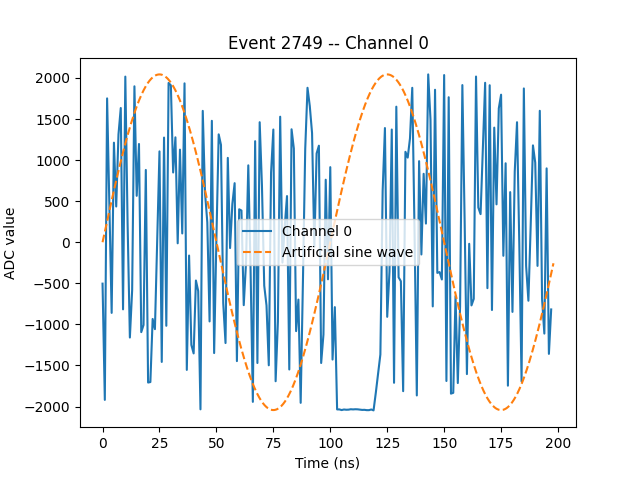 Event 2749 -- Channel 0
ADC value
2000
1500
1000
500
0
−500
−1000
−1500
−2000
Channel 0
Artificial sine wave
0 25 50 75 100 125 150 175 200
Time (ns)